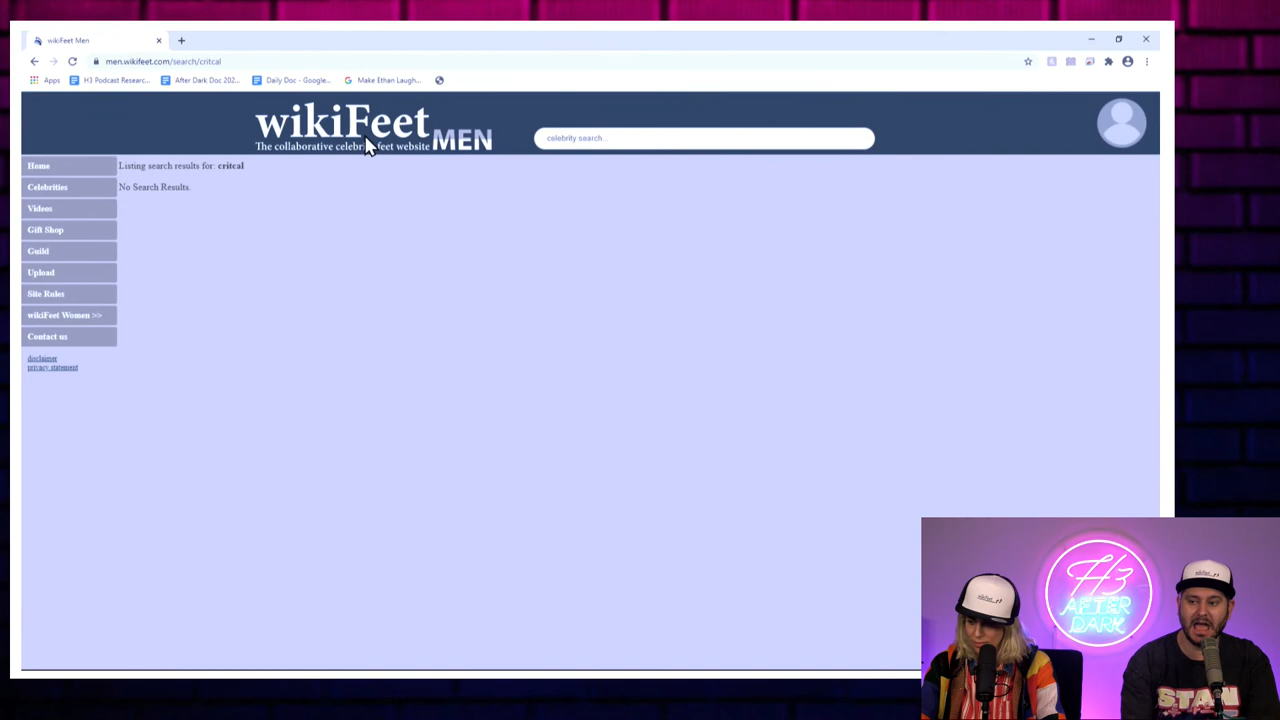 wikiFeet Men
men.wikifeet.com/search/critcal
Apps
H3 Podcast Researc...
After Dark Doc 202...
Daily Doc - Google...
Make Ethan Laugh...
wikiFeet MEN
The collaborative celebrity feet website
celebrity search...
Home
Listing search results for: critcal
Celebrities
No Search Results.
Videos
Gift Shop
Guild
Upload
Site Rules
wikiFeet Women >>
Contact us
disclaimer
privacy statement
H3
AFTER
DARK
STAN